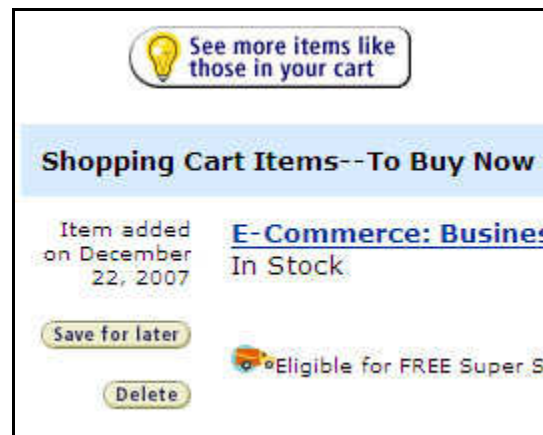 See more items like
those in your cart
Shopping Cart Items--To Buy Now
Item added
on December
22, 2007
E-Commerce:
In Stock
Save for later
Eligible for FREE Super
Delete